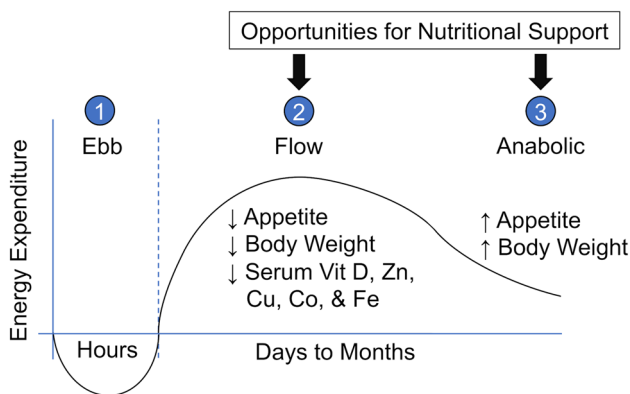 Opportunities for Nutritional Support
1
2
3
Ebb
Flow
Anabolic
Energy Expenditure
↓ Appetite
↓ Body Weight
↓ Serum Vit D, Zn,
Cu, Co, & Fe
↑ Appetite
↑ Body Weight
Hours
Days to Months